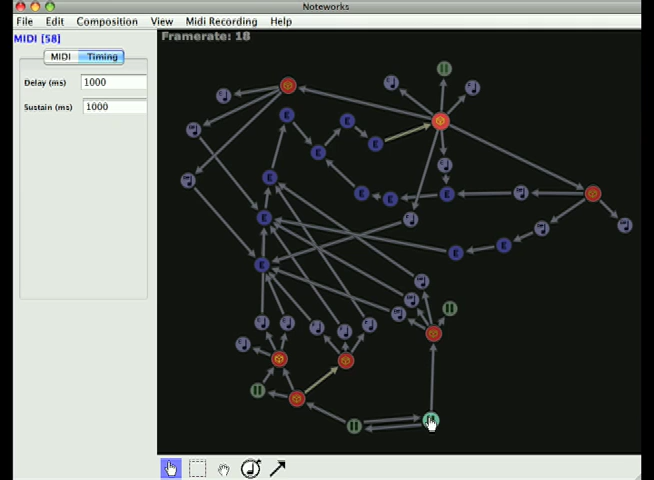 Noteworks
File Edit Composition View Midi Recording Help
MIDI [58]
Framerate: 18
MIDI Timing
Delay (ms) 1000
Sustain (ms) 1000
E
E
E
E
E
E
E
E
E
E
E
E